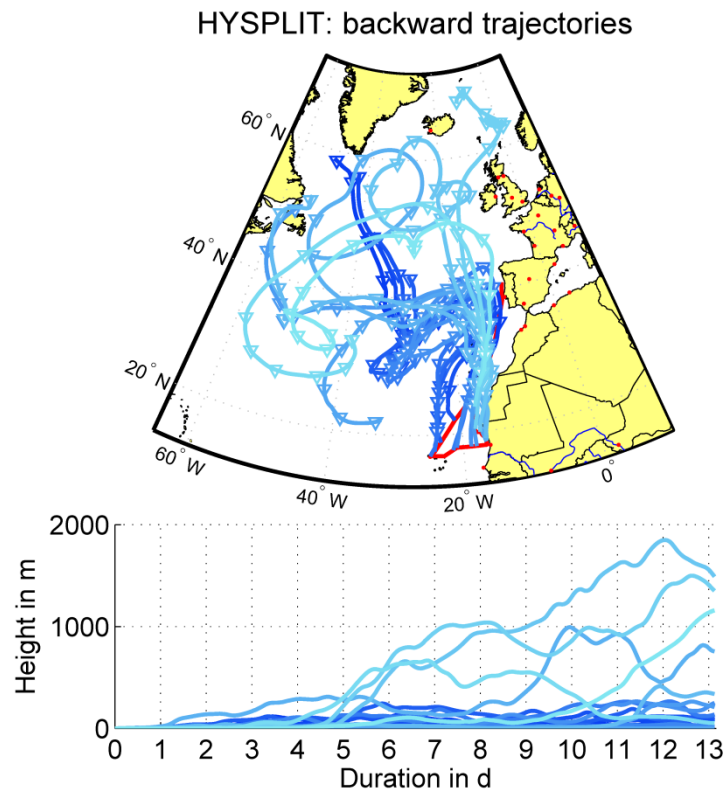 HYSPLIT: backward trajectories
60° N
40° N
20° N
60° W
40° W
20° W
0°
2000
1000
0
Height in m
0 1 2 3 4 5 6 7 8 9 10 11 12 13
Duration in d